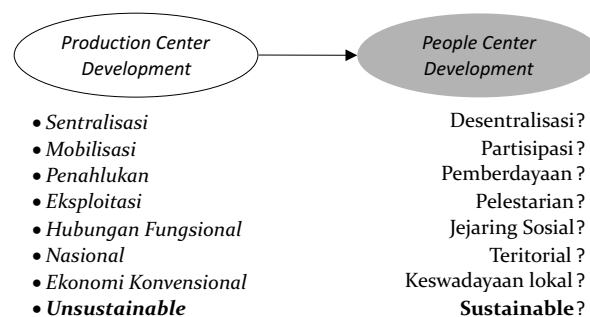 Production Center
Development
People Center
Development
• Sentralisasi
Desentralisasi?
• Mobilisasi
Partisipasi?
• Penahlukan
Pemberdayaan ?
• Eksploitasi
Pelestarian?
• Hubungan Fungsional
Jejaring Sosial?
• Nasional
Teritorial ?
• Ekonomi Konvensional
Keswadayaan lokal?
• Unsustainable
Sustainable?